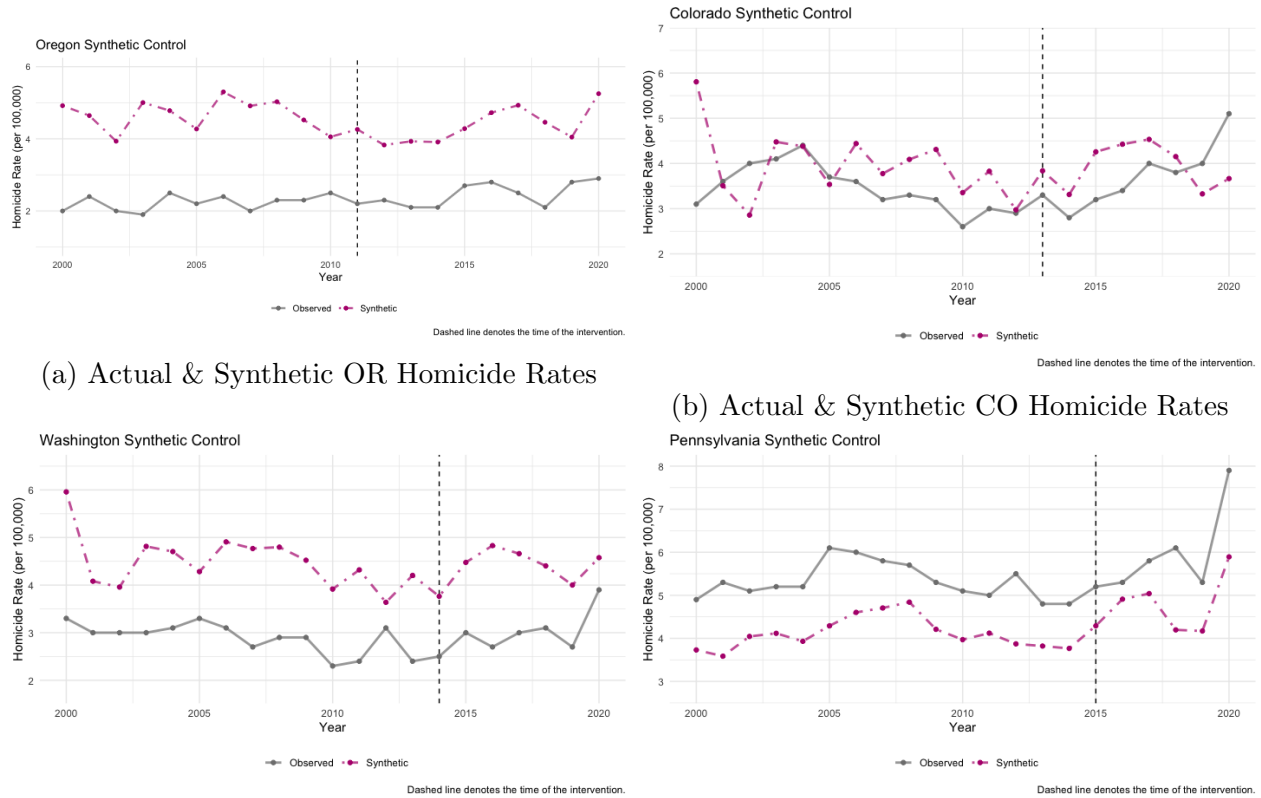 Oregon Synthetic Control
Homicide Rate (per 100,000)
6
4
2
2000 2005 2010 2015 2020
Year
Observed Synthetic
Dashed line denotes the time of the intervention.
(a) Actual & Synthetic OR Homicide Rates
Colorado Synthetic Control
Homicide Rate (per 100,000)
7
6
5
4
3
2
2000 2005 2010 2015 2020
Year
Observed Synthetic
Dashed line denotes the time of the intervention.
(b) Actual & Synthetic CO Homicide Rates
Washington Synthetic Control
Homicide Rate (per 100,000)
6
5
4
3
2
2000 2005 2010 2015 2020
Year
Observed Synthetic
Dashed line denotes the time of the intervention.
Pennsylvania Synthetic Control
Homicide Rate (per 100,000)
8
7
6
5
4
3
2000 2005 2010 2015 2020
Year
Observed Synthetic
Dashed line denotes the time of the intervention.